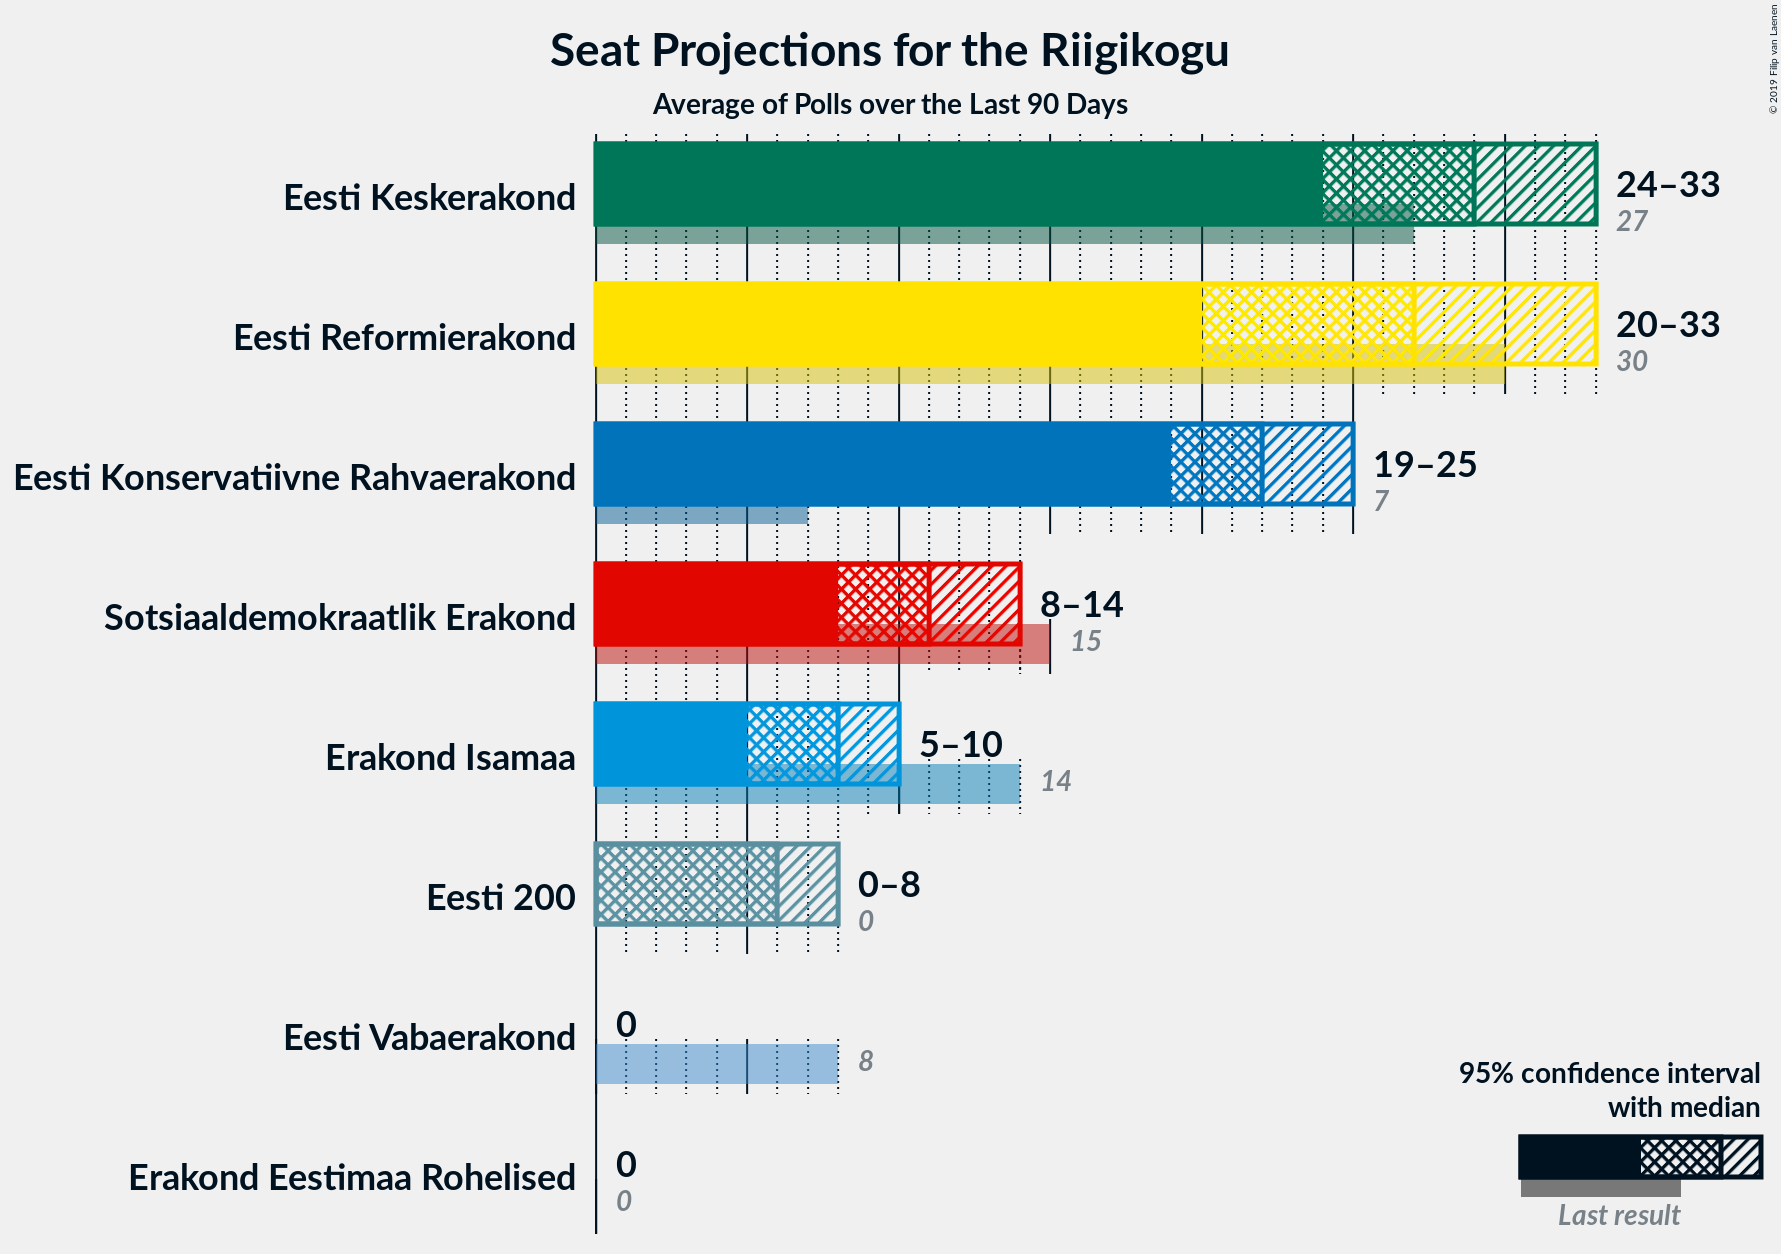 Seat Projections for the Riigikogu
Average of Polls over the Last 90 Days
© 2019 Filip van Laenen
Eesti Keskerakond
24–33
27
Eesti Reformierakond
20–33
30
Eesti Konservatiivne Rahvaerakond
19–25
7
Sotsiaaldemokraatlik Erakond
8–14
15
Erakond Isamaa
5–10
14
Eesti 200
0–8
0
Eesti Vabaerakond
0
8
Erakond Eestimaa Rohelised
0
0
95% confidence interval
with median
Last result